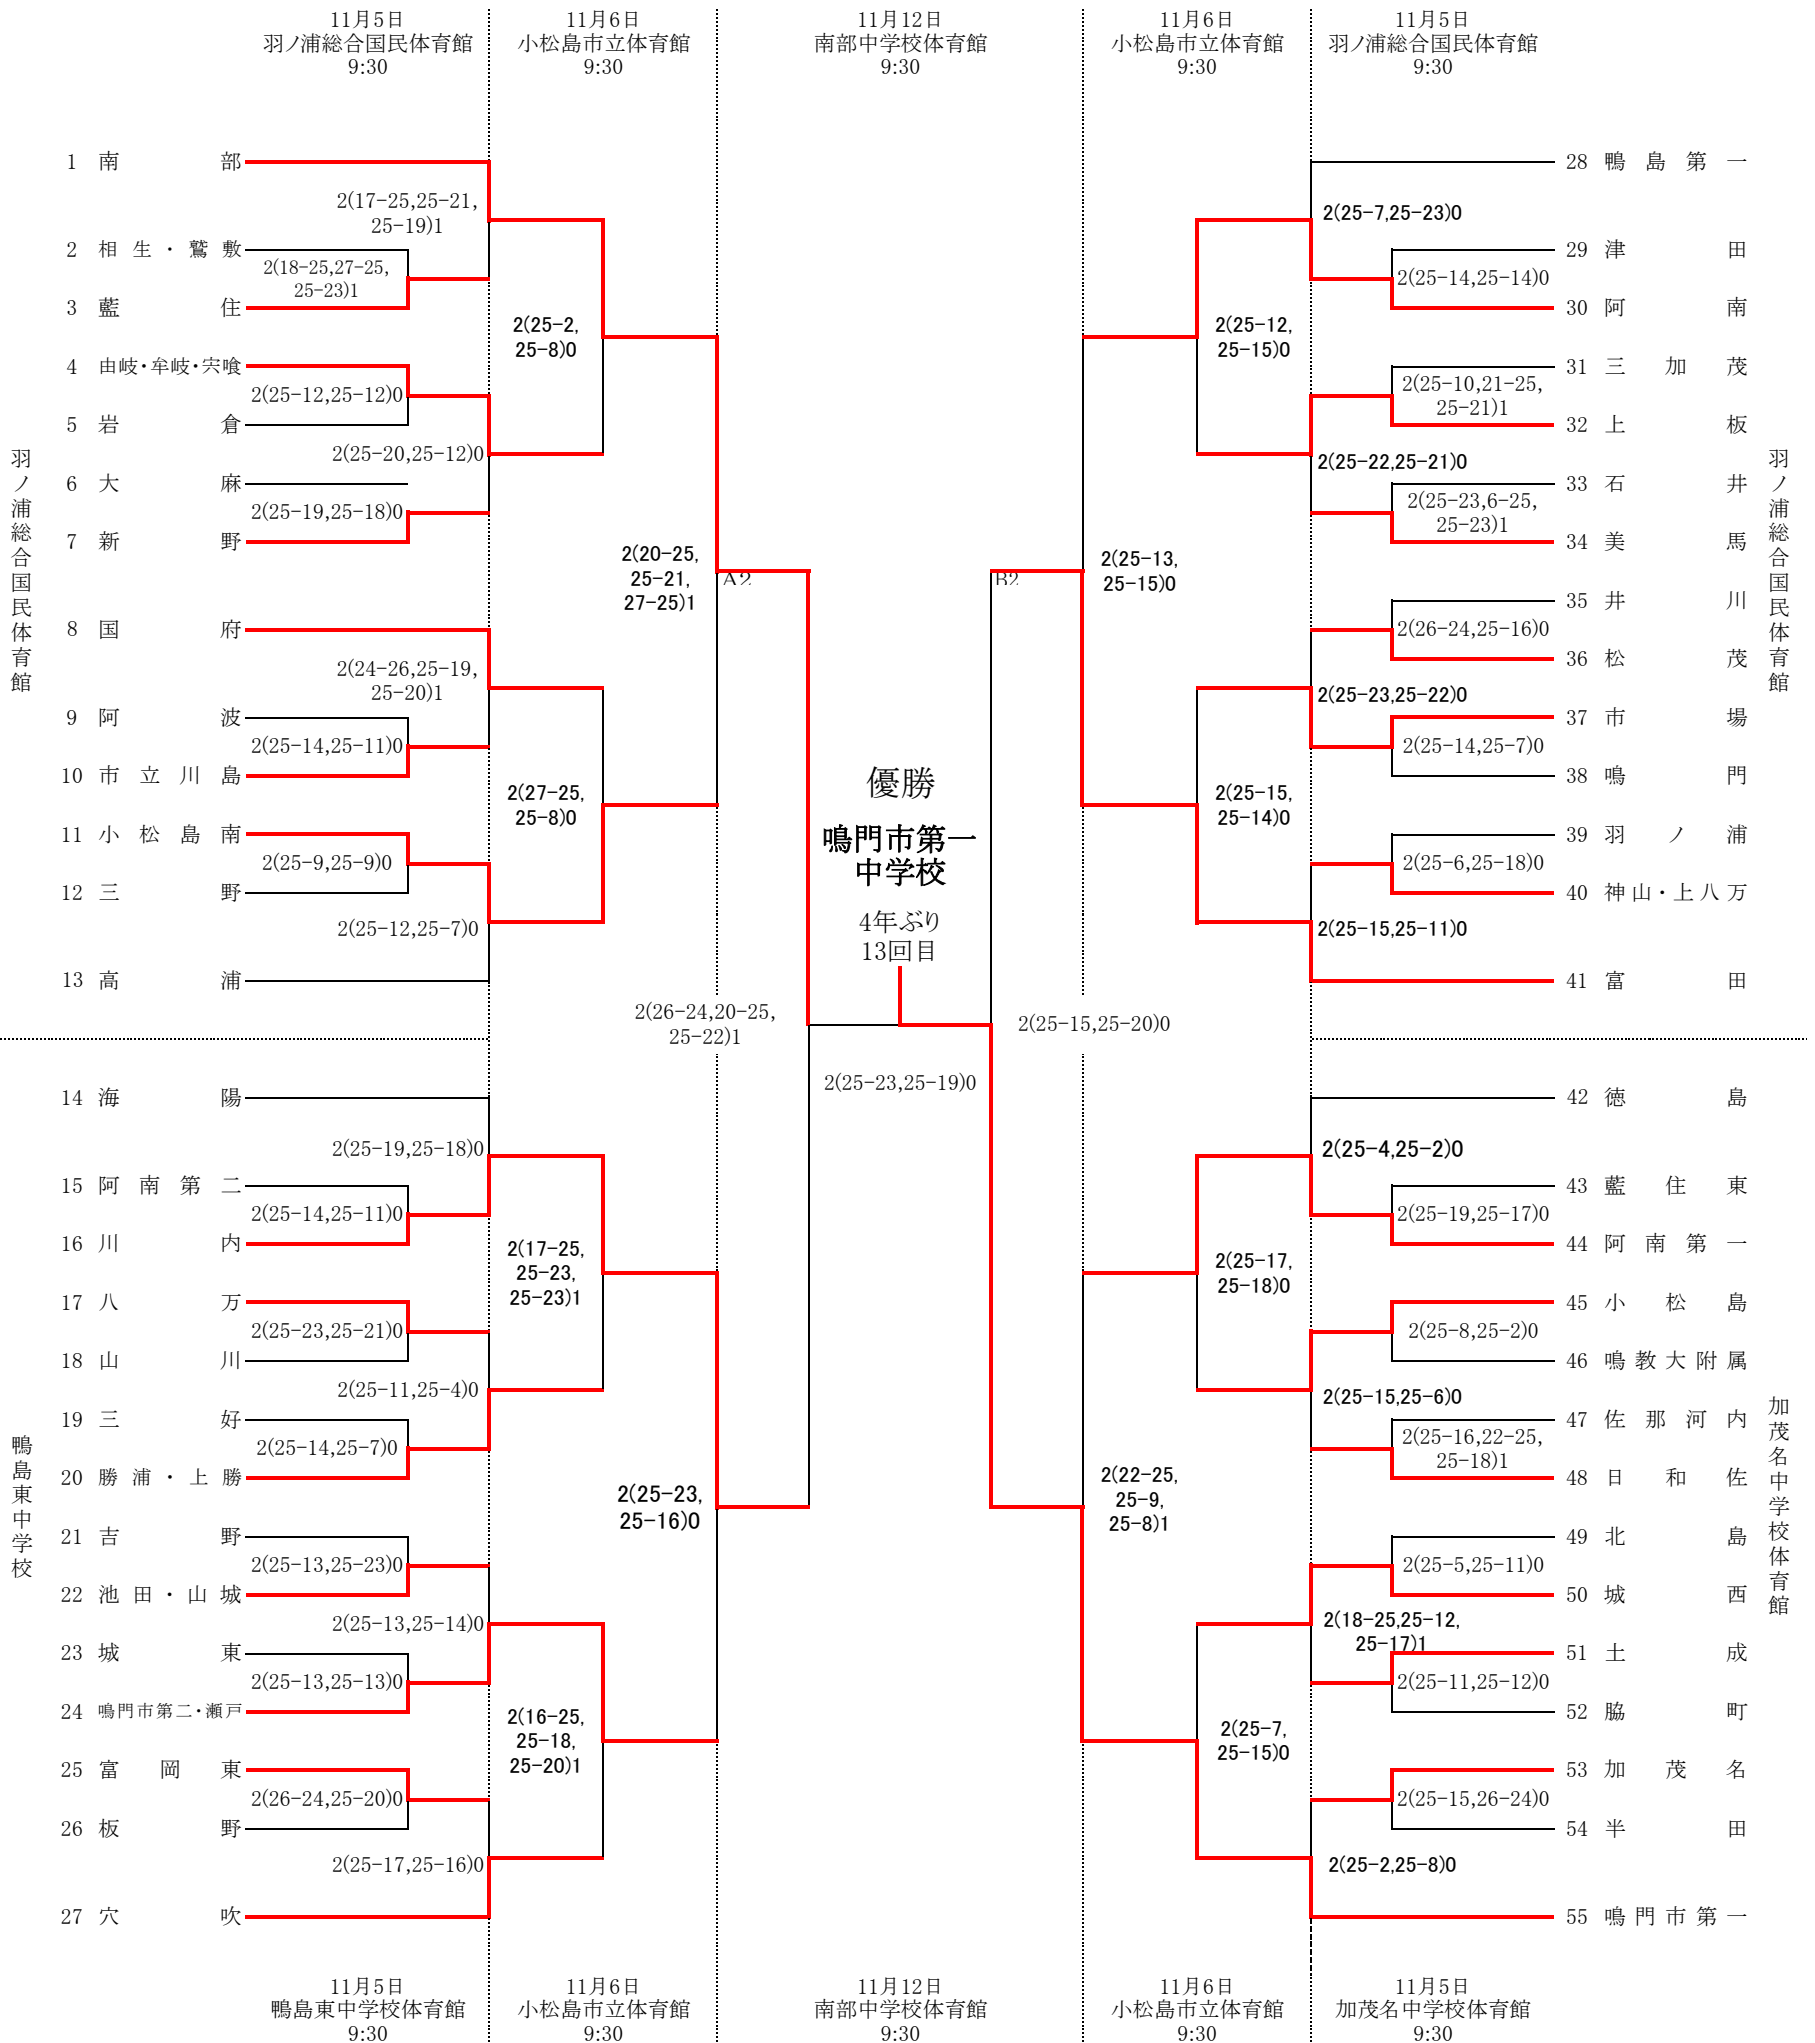 11月5日
羽ノ浦総合国民体育館
9:30
11月6日
小松島市立体育館
9:30
11月12日
南部中学校体育館
9:30
11月6日
小松島市立体育館
9:30
11月5日
羽ノ浦総合国民体育館
9:30
羽ノ浦総合国民体育館
1 南部
2(17-25,25-21,
25-19)1
2 相生・鷲敷
2(18-25,27-25,
25-23)1
3 藍住
2(25-2,
25-8)0
4 由岐・牟岐・宍喰
2(25-12,25-12)0
5 岩倉
2(25-20,25-12)0
6 大麻
2(25-19,25-18)0
7 新野
2(20-25,
25-21,
27-25)1
A2
8 国府
2(24-26,25-19,
25-20)1
9 阿波
2(25-14,25-11)0
10 市立川島
2(27-25,
25-8)0
11 小松島南
2(25-9,25-9)0
12 三野
2(25-12,25-7)0
13 高浦
2(26-24,20-25,
25-22)1
鴨島東中学校
14 海陽
2(25-19,25-18)0
15 阿南第二
2(25-14,25-11)0
16 川内
2(17-25,
25-23,
25-23)1
17 八万
2(25-23,25-21)0
18 山川
2(25-11,25-4)0
19 三好
2(25-14,25-7)0
20 勝浦・上勝
2(25-23,
25-16)0
21 吉野
2(25-13,25-23)0
22 池田・山城
2(25-13,25-14)0
23 城東
2(25-13,25-13)0
24 鳴門市第二・瀬戸
2(16-25,
25-18,
25-20)1
25 富岡東
2(26-24,25-20)0
26 板野
2(25-17,25-16)0
27 穴吹
優勝
鳴門市第一
中学校
4年ぶり
13回目
2(25-23,25-19)0
28 鴨島第一
2(25-7,25-23)0
29 津田
2(25-14,25-14)0
30 阿南
2(25-12,
25-15)0
31 三加茂
2(25-10,21-25,
25-21)1
32 上板
2(25-22,25-21)0
33 石井
2(25-23,6-25,
25-23)1
34 美馬
2(25-13,
25-15)0
B2
35 井川
2(26-24,25-16)0
36 松茂
2(25-23,25-22)0
37 市場
2(25-14,25-7)0
38 鳴門
2(25-15,
25-14)0
39 羽ノ浦
2(25-6,25-18)0
40 神山・上八万
2(25-15,25-11)0
41 富田
羽ノ浦総合国民体育館
2(25-15,25-20)0
42 徳島
2(25-4,25-2)0
43 藍住東
2(25-19,25-17)0
44 阿南第一
2(25-17,
25-18)0
45 小松島
2(25-8,25-2)0
46 鳴教大附属
2(25-15,25-6)0
47 佐那河内
2(25-16,22-25,
25-18)1
48 日和佐
2(22-25,
25-9,
25-8)1
49 北島
2(25-5,25-11)0
50 城西
2(18-25,25-12,
25-17)1
51 土成
2(25-11,25-12)0
52 脇町
2(25-7,
25-15)0
53 加茂名
2(25-15,26-24)0
54 半田
2(25-2,25-8)0
55 鳴門市第一
加茂名中学校体育館
11月5日
鴨島東中学校体育館
9:30
11月6日
小松島市立体育館
9:30
11月12日
南部中学校体育館
9:30
11月6日
小松島市立体育館
9:30
11月5日
加茂名中学校体育館
9:30